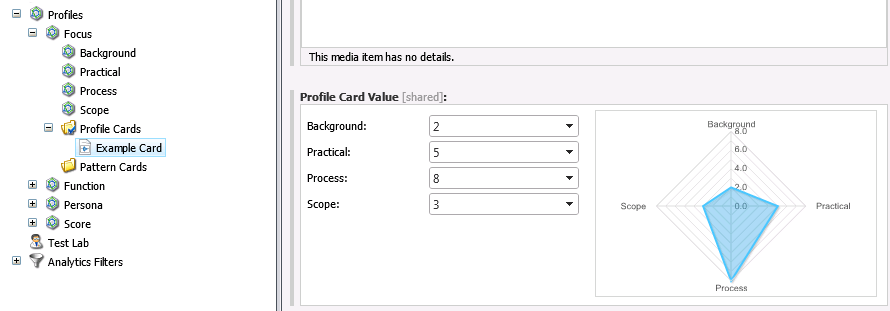 Profiles
Focus
Background
Practical
Process
Scope
Profile Cards
Example Card
Pattern Cards
Function
Persona
Score
Test Lab
Analytics Filters
This media item has no details.
Profile Card Value [shared]:
Background: 2
Practical: 5
Process: 8
Scope: 3
Background
8.0
6.0
4.0
2.0
Scope 0.0 Practical
Process